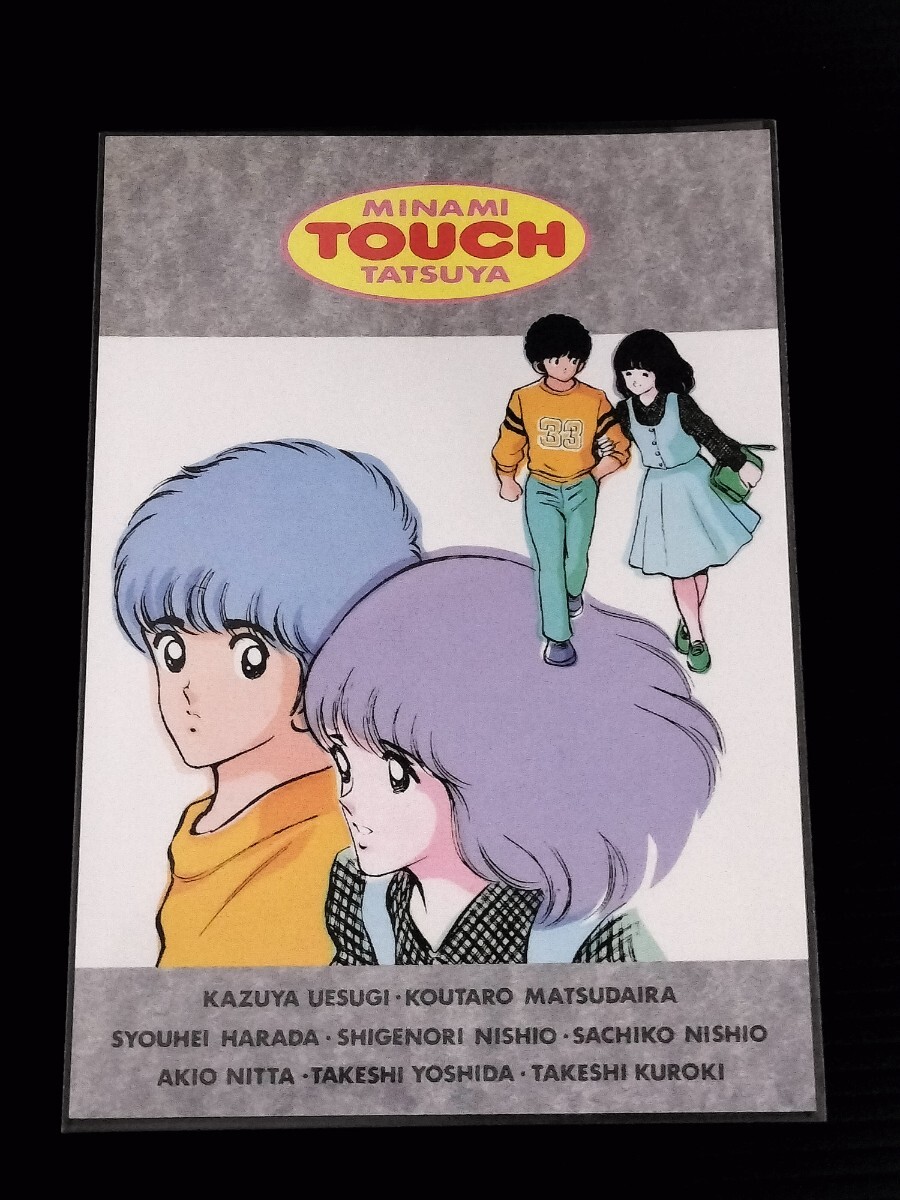 MINAMI
TOUCH
TATSUYA
33
KAZUYA UESUGI・KOUTARO MATSUDAIRA
SYOUHEI HARADA・SHIGENORI NISHIO・SACHIKO NISHIO
AKIO NITTA・TAKESHI YOSHIDA・TAKESHI KUROKI